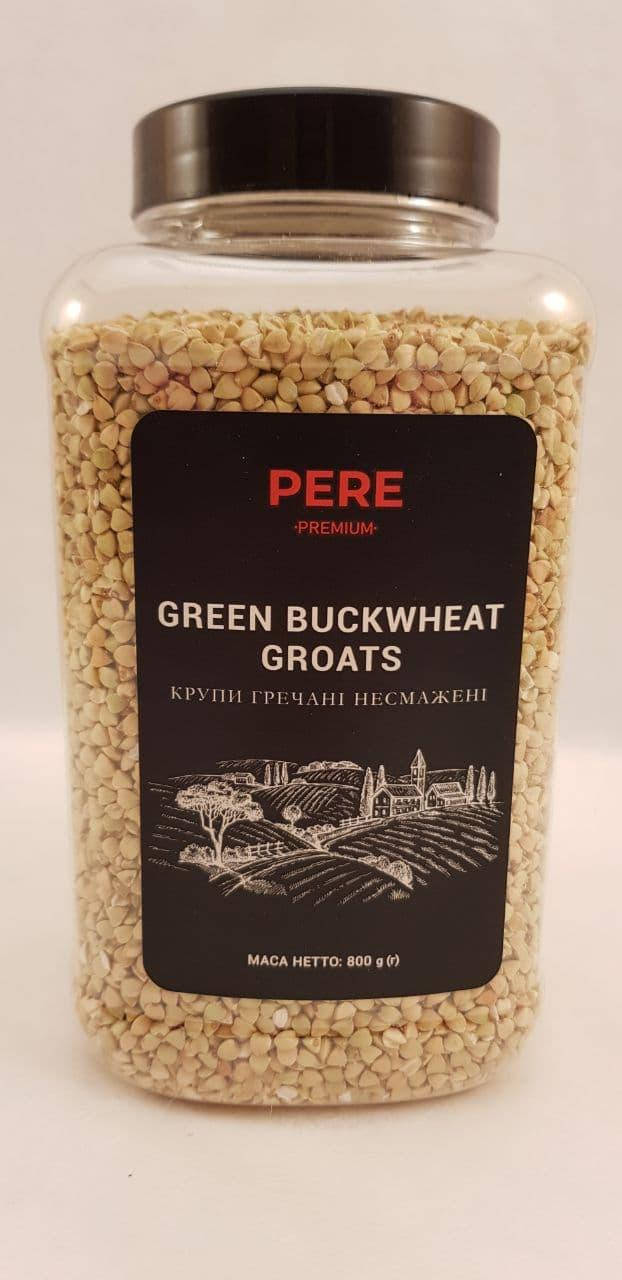 PERE
·PREMIUM·
GREEN BUCKWHEAT
GROATS
КРУПИ ГРЕЧАНІ НЕСМАЖЕНІ
МАСА НЕТТО: 800 g (г)